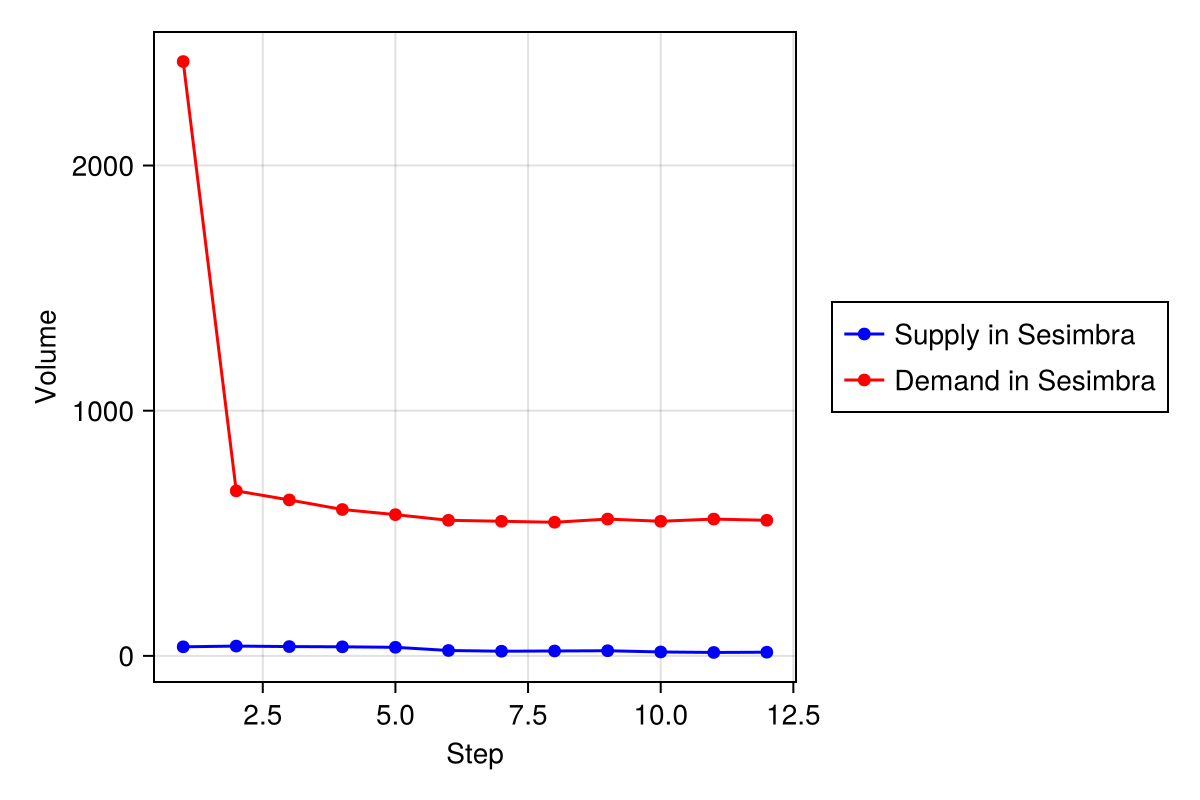 2000
1000
0
Volume
2.5 5.0 7.5 10.0 12.5
Step
Supply in Sesimbra
Demand in Sesimbra